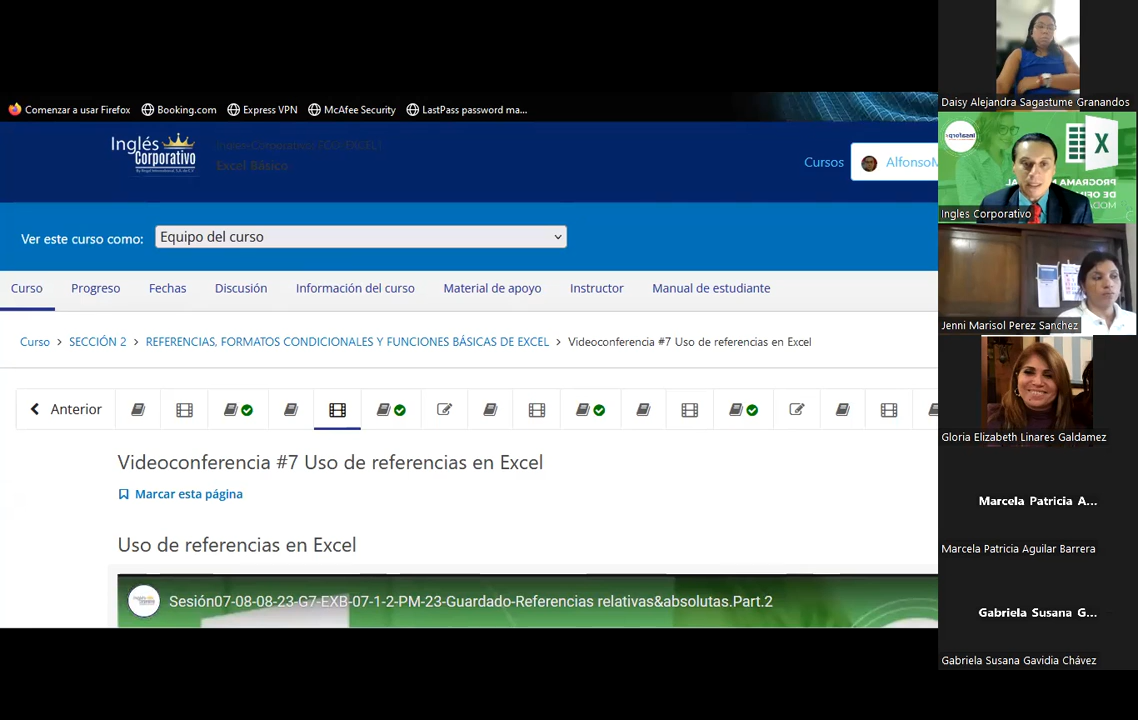 Comenzar a usar Firefox
Booking.com
Express VPN
McAfee Security
LastPass password ma...
Inglés
Corporativo
Excel Básico
Cursos
AlfonsoM
Ver este curso como:
Equipo del curso
Curso
Progreso
Fechas
Discusión
Información del curso
Material de apoyo
Instructor
Manual de estudiante
Curso > SECCIÓN 2 > REFERENCIAS, FORMATOS CONDICIONALES Y FUNCIONES BÁSICAS DE EXCEL > Videoconferencia #7 Uso de referencias en Excel
Anterior
Videoconferencia #7 Uso de referencias en Excel
Marcar esta página
Uso de referencias en Excel
Sesión07-08-08-23-G7-EXB-07-1-2-PM-23-Guardado-Referencias relativas&absolutas.Part.2
Daisy Alejandra Sagastume Granandos
X
Ingles Corporativo
Jenni Marisol Perez Sanchez
Gloria Elizabeth Linares Galdamez
Marcela Patricia A...
Marcela Patricia Aguilar Barrera
Gabriela Susana G...
Gabriela Susana Gavidia Chávez